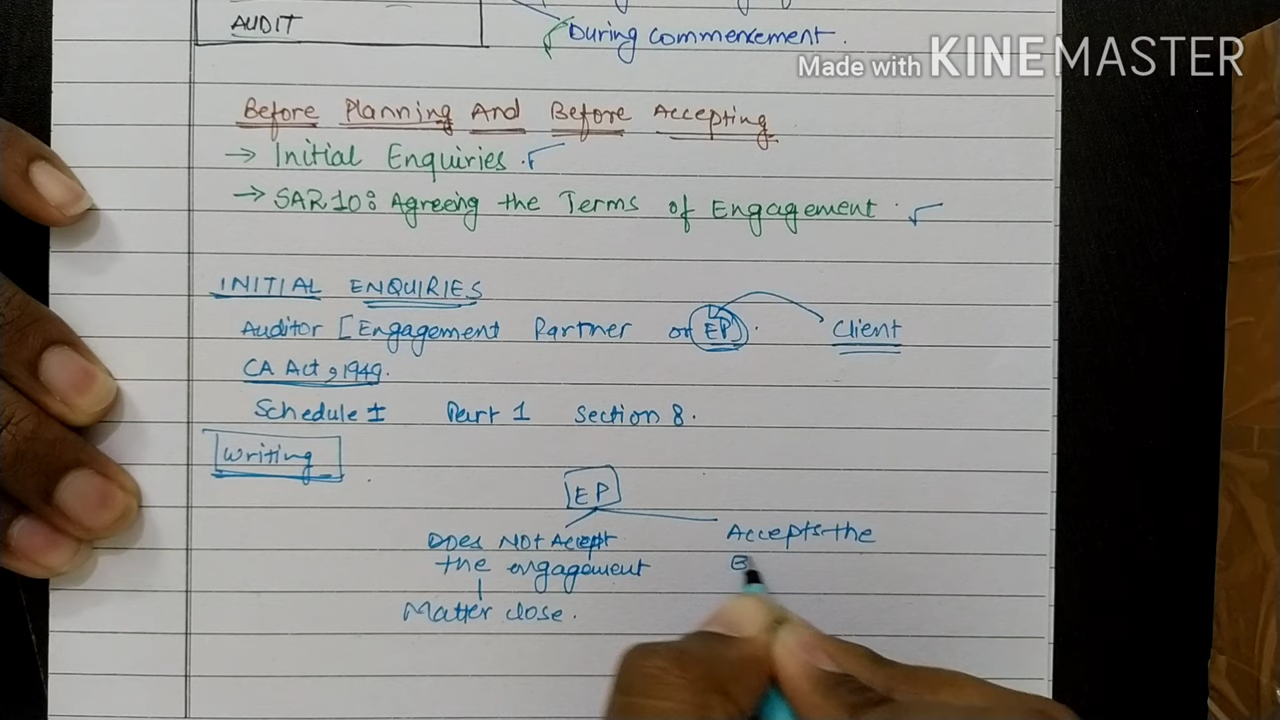 AUDIT
During commencement.
Made with KINEMASTER
Before Planning And Before Accepting
→ Initial Enquiries.
→ SAR 10: Agreeing the Terms of Engagement.
INITIAL ENQUIRIES
Auditor [Engagement Partner or EP]. Client
CA Act, 1949.
Schedule I Part 1 Section 8.
Writing
EP
Does Not Accept Accepts the
the engagement E
Matter close.